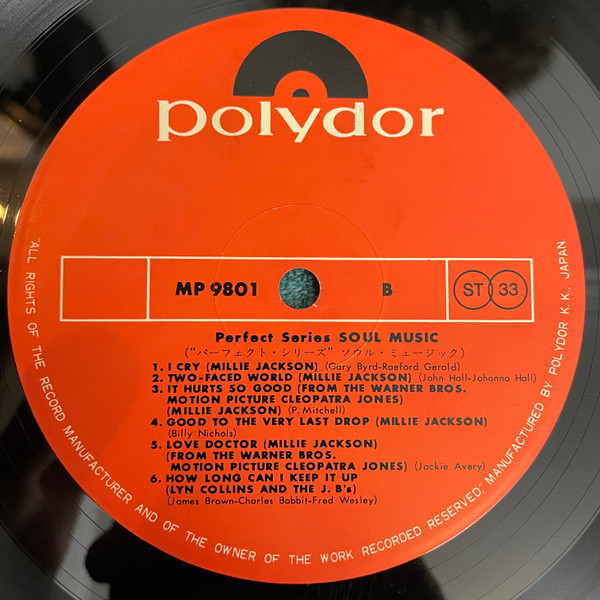 polydor
MP 9801 B ST 33
Perfect Series SOUL MUSIC
("パーフェクト・シリーズ" ソウル・ミュージック)
1. I CRY (MILLIE JACKSON) (Gary Byrd-Raeford Gerald)
2. TWO-FACED WORLD (MILLIE JACKSON) (John Hall-Johanna Hall)
3. IT HURTS SO GOOD (FROM THE WARNER BROS.
MOTION PICTURE CLEOPATRA JONES)
(MILLIE JACKSON) (P. Mitchell)
4. GOOD TO THE VERY LAST DROP (MILLIE JACKSON)
(Billy Nichols)
5. LOVE DOCTOR (MILLIE JACKSON)
(FROM THE WARNER BROS.
MOTION PICTURE CLEOPATRA JONES) (Jackie Avery)
6. HOW LONG CAN I KEEP IT UP
(LYN COLLINS AND THE J. B's)
(James Brown-Charles Bobbit-Fred Wesley)
"ALL RIGHTS OF THE RECORD MANUFACTURER AND OF THE OWNER OF THE WORK RECORDED RESERVED." MANUFACTURED BY POLYDOR K. K., JAPAN